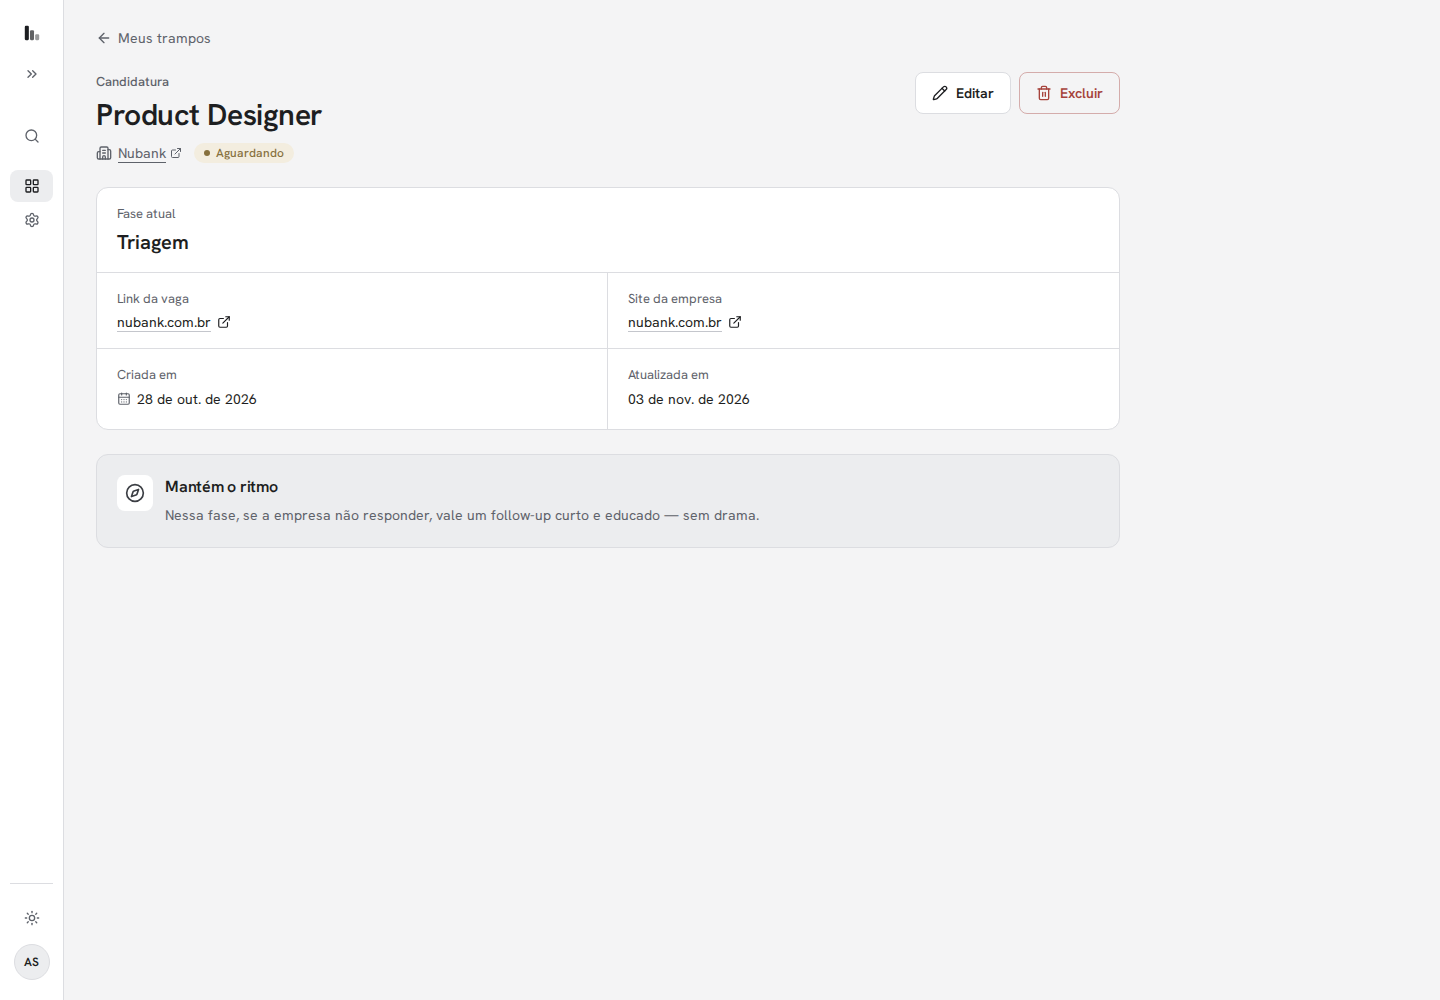 Meus trampos
Candidatura
Product Designer
Editar
Excluir
Nubank
Aguardando
Fase atual
Triagem
Link da vaga
nubank.com.br
Site da empresa
nubank.com.br
Criada em
28 de out. de 2026
Atualizada em
03 de nov. de 2026
Mantém o ritmo
Nessa fase, se a empresa não responder, vale um follow-up curto e educado — sem drama.
AS